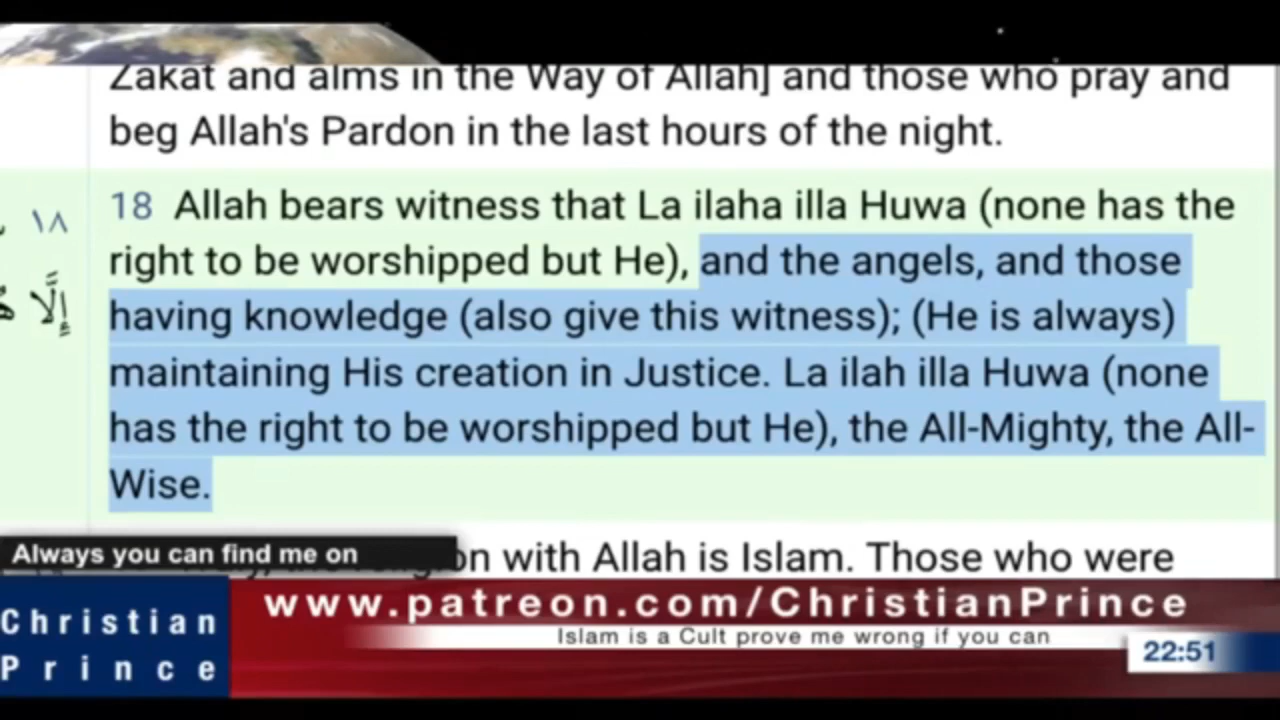 Zakat and alms in the Way of Allah] and those who pray and
beg Allah's Pardon in the last hours of the night.
١٨
18 Allah bears witness that La ilaha illa Huwa (none has the
right to be worshipped but He), and the angels, and those
إِلَّا
having knowledge (also give this witness); (He is always)
maintaining His creation in Justice. La ilah illa Huwa (none
has the right to be worshipped but He), the All-Mighty, the All-
Wise.
with Allah is Islam. Those who were
Always you can find me on
www.patreon.com/ChristianPrince
Islam is a Cult prove me wrong if you can
Christian
Prince
22:51